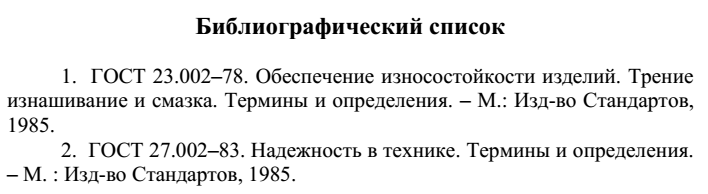 Библиографический список
1. ГОСТ 23.002–78. Обеспечение износостойкости изделий. Трение
изнашивание и смазка. Термины и определения. – М.: Изд-во Стандартов,
1985.
2. ГОСТ 27.002–83. Надежность в технике. Термины и определения.
– М. : Изд-во Стандартов, 1985.